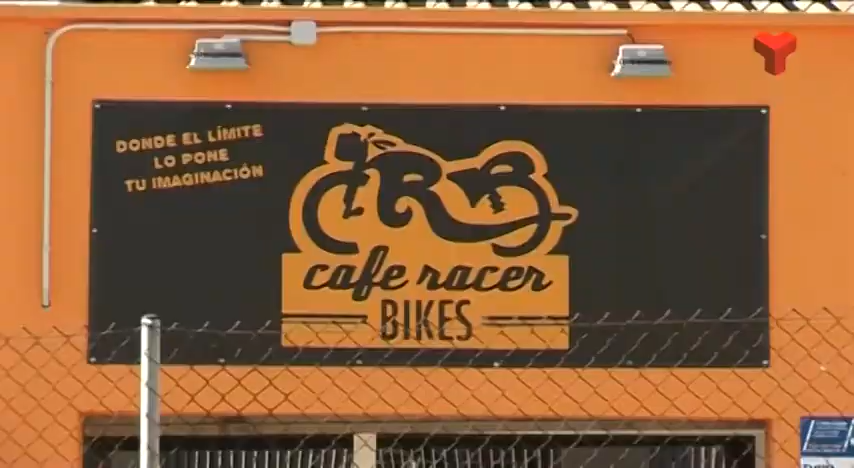 DONDE EL LÍMITE
LO PONE
TU IMAGINACIÓN
CRB
cafe racer
BIKES